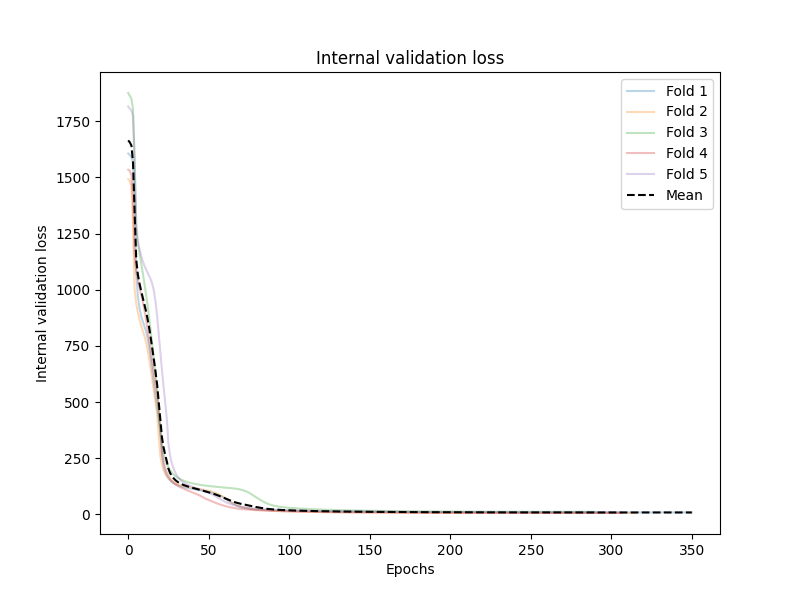 Internal validation loss
Fold 1
Fold 2
Fold 3
Fold 4
Fold 5
Mean
Internal validation loss
1750
1500
1250
1000
750
500
250
0
0 50 100 150 200 250 300 350
Epochs